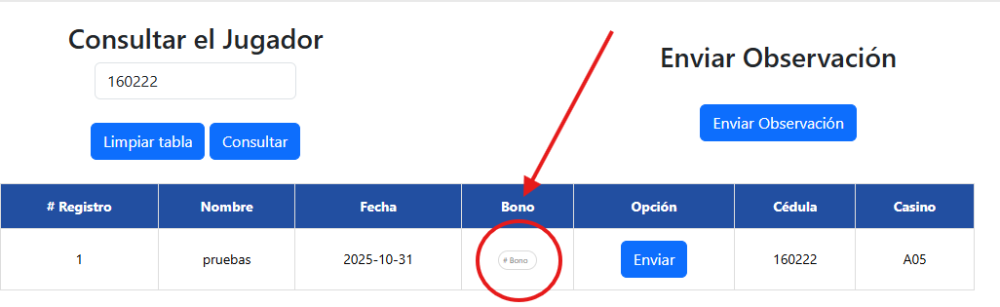 Consultar el Jugador
160222
Limpiar tabla Consultar
Enviar Observación
Enviar Observación
# Registro Nombre Fecha Bono Opción Cédula Casino
1 pruebas 2025-10-31 # Bono Enviar 160222 A05